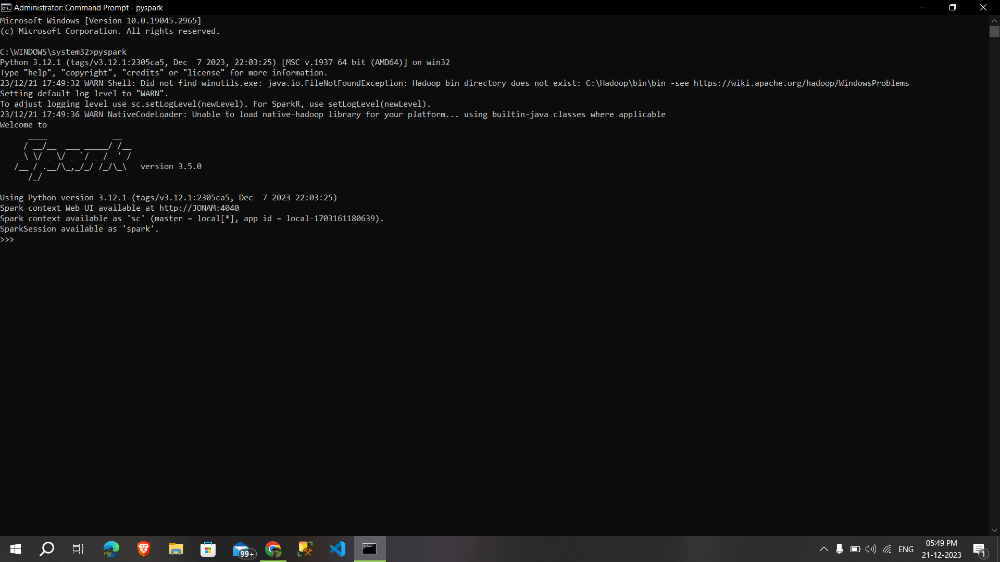 Administrator: Command Prompt - pyspark
Microsoft Windows [Version 10.0.19045.2965]
(c) Microsoft Corporation. All rights reserved.
C:\WINDOWS\system32>pyspark
Python 3.12.1 (tags/v3.12.1:2305ca5, Dec  7 2023, 22:03:25) [MSC v.1937 64 bit (AMD64)] on win32
Type "help", "copyright", "credits" or "license" for more information.
23/12/21 17:49:32 WARN Shell: Did not find winutils.exe: java.io.FileNotFoundException: Hadoop bin directory does not exist: C:\Hadoop\bin\bin -see https://wiki.apache.org/hadoop/WindowsProblems
Setting default log level to "WARN".
To adjust logging level use sc.setLogLevel(newLevel). For SparkR, use setLogLevel(newLevel).
23/12/21 17:49:36 WARN NativeCodeLoader: Unable to load native-hadoop library for your platform... using builtin-java classes where applicable
Welcome to
      ____              __
     / __/__  ___ _____/ /__
    _\ \/ _ \/ _ `/ __/  '_/
   /__ / .__/\_,_/_/ /_/\_\   version 3.5.0
      /_/
Using Python version 3.12.1 (tags/v3.12.1:2305ca5, Dec  7 2023 22:03:25)
Spark context Web UI available at http://JONAM:4040
Spark context available as 'sc' (master = local[*], app id = local-1703161180639).
SparkSession available as 'spark'.
>>>
99+
ENG
05:49 PM
21-12-2023
1